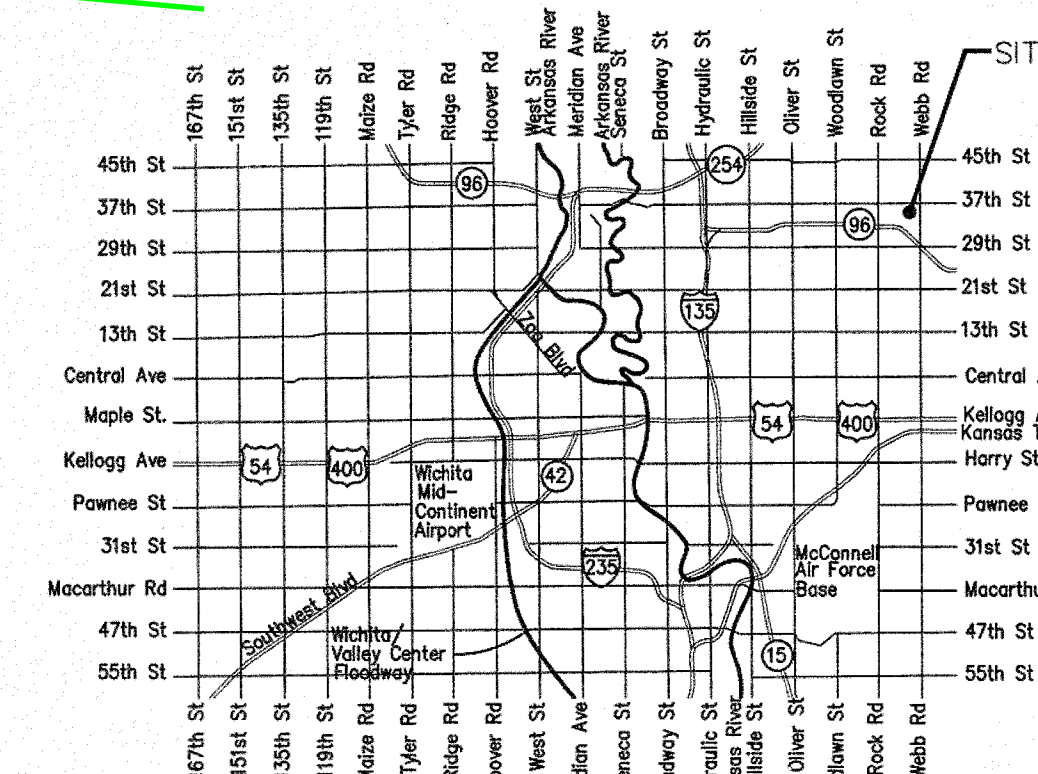 SIT
167th St
151st St
135th St
119th St
Maize Rd
Tyler Rd
Ridge Rd
Hoover Rd
West St
Arkansas River
Meridian Ave
Arkansas River
Seneca St
Broadway St
Hydraulic St
Hillside St
Oliver St
Woodlawn St
Rock Rd
Webb Rd
45th St
254
45th St
96
37th St
37th St
96
29th St
29th St
21st St
21st St
135
13th St
Zoo Blvd
13th St
Central Ave
Central
Maple St.
54
400
Kellogg
Kansas T
Kellogg Ave
54
400
Harry St
Wichita
Mid-
Continent
Airport
42
Pawnee St
Pawnee
31st St
31st St
McConnell
Air Force
Base
235
Macarthur Rd
Macarthu
Southwest Blvd
47th St
47th St
Wichita/
Valley Center
Floodway
15
55th St
55th St
167th St
151st St
135th St
119th St
Maize Rd
Tyler Rd
Ridge Rd
oover Rd
West St
dian Ave
eneca St
dway St
raulic St
sas River
llside St
Oliver St
dlawn St
Rock Rd
Webb Rd